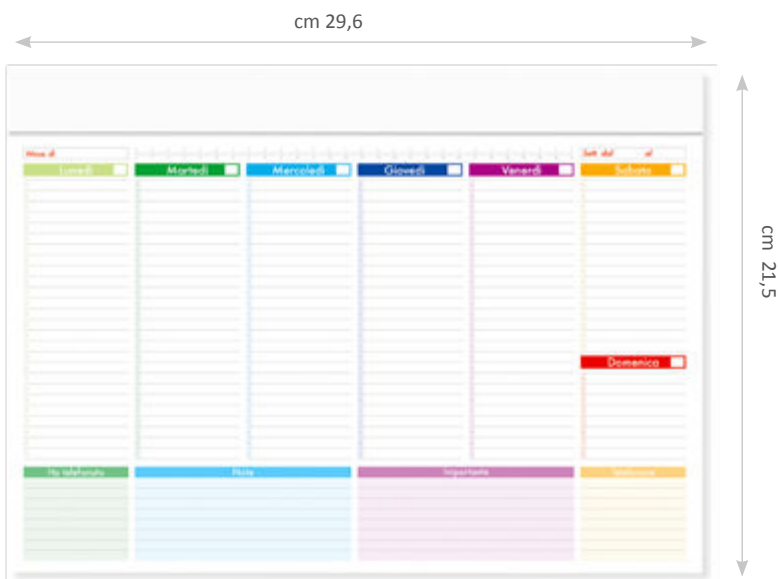 cm 29,6
cm 21,5
Mese di
Sett. dal al
Lunedì Martedì Mercoledì Giovedì Venerdì Sabato
Domenica
Ho telefonato Note Importante Telefonare